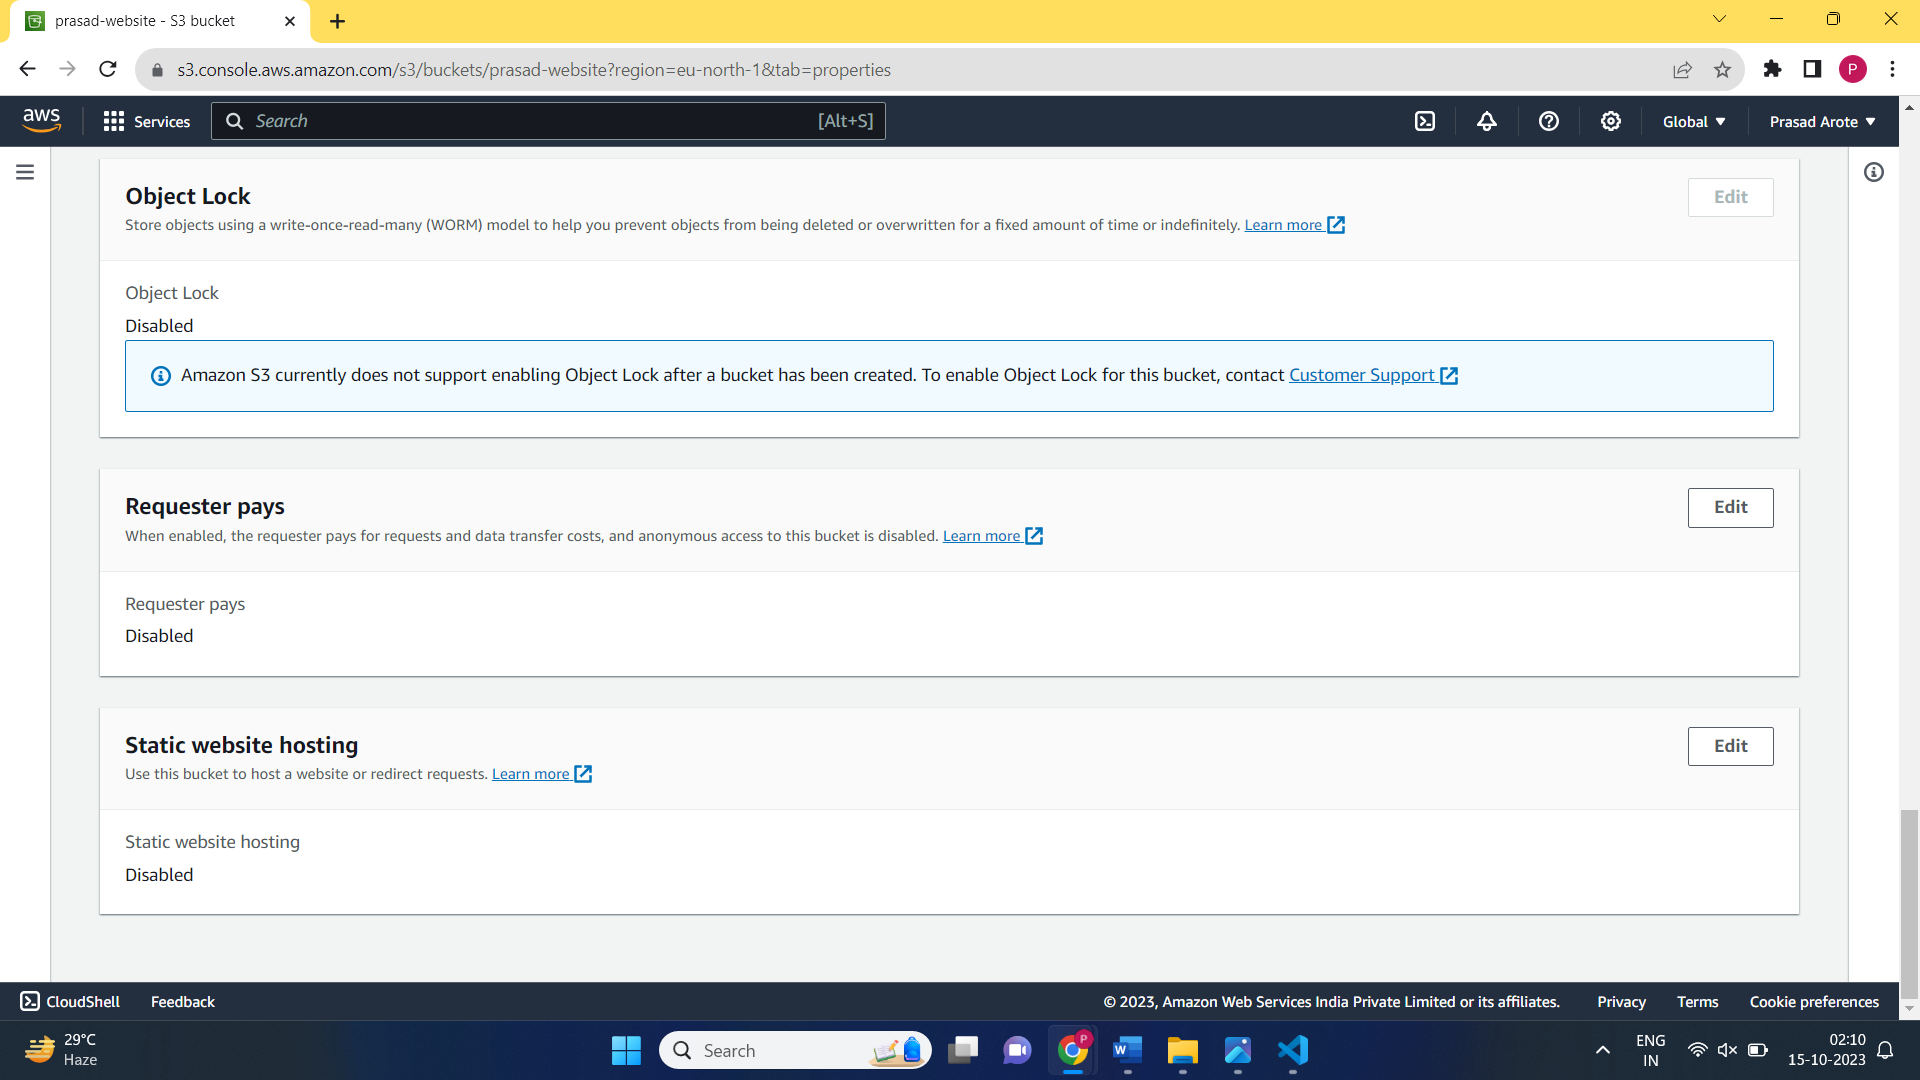 prasad-website - S3 bucket
s3.console.aws.amazon.com/s3/buckets/prasad-website?region=eu-north-1&tab=properties
P
aws
Services
Search
[Alt+S]
Global
Prasad Arote
Object Lock
Edit
Store objects using a write-once-read-many (WORM) model to help you prevent objects from being deleted or overwritten for a fixed amount of time or indefinitely. Learn more
Object Lock
Disabled
Amazon S3 currently does not support enabling Object Lock after a bucket has been created. To enable Object Lock for this bucket, contact Customer Support
Requester pays
Edit
When enabled, the requester pays for requests and data transfer costs, and anonymous access to this bucket is disabled. Learn more
Requester pays
Disabled
Static website hosting
Edit
Use this bucket to host a website or redirect requests. Learn more
Static website hosting
Disabled
CloudShell
Feedback
© 2023, Amazon Web Services India Private Limited or its affiliates.
Privacy
Terms
Cookie preferences
29°C
Haze
Search
P
W
ENG
IN
02:10
15-10-2023